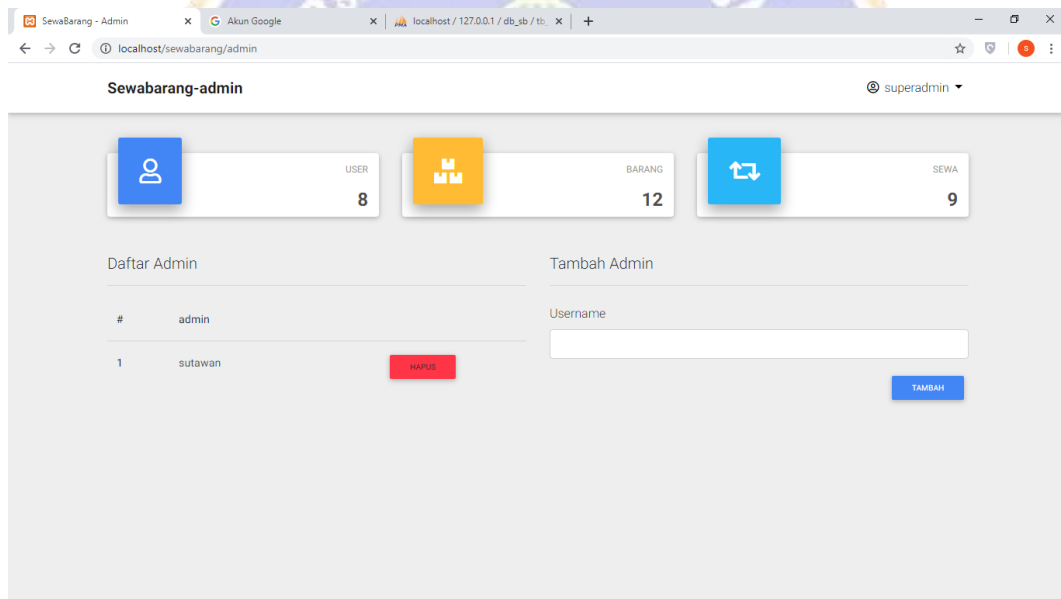 SewaBarang - Admin
Akun Google
localhost / 127.0.0.1 / db_sb / tb_
localhost/sewabarang/admin
S
Sewabarang-admin
superadmin
USER
8
BARANG
12
SEWA
9
Daftar Admin
Tambah Admin
# admin
Username
1 sutawan HAPUS
TAMBAH